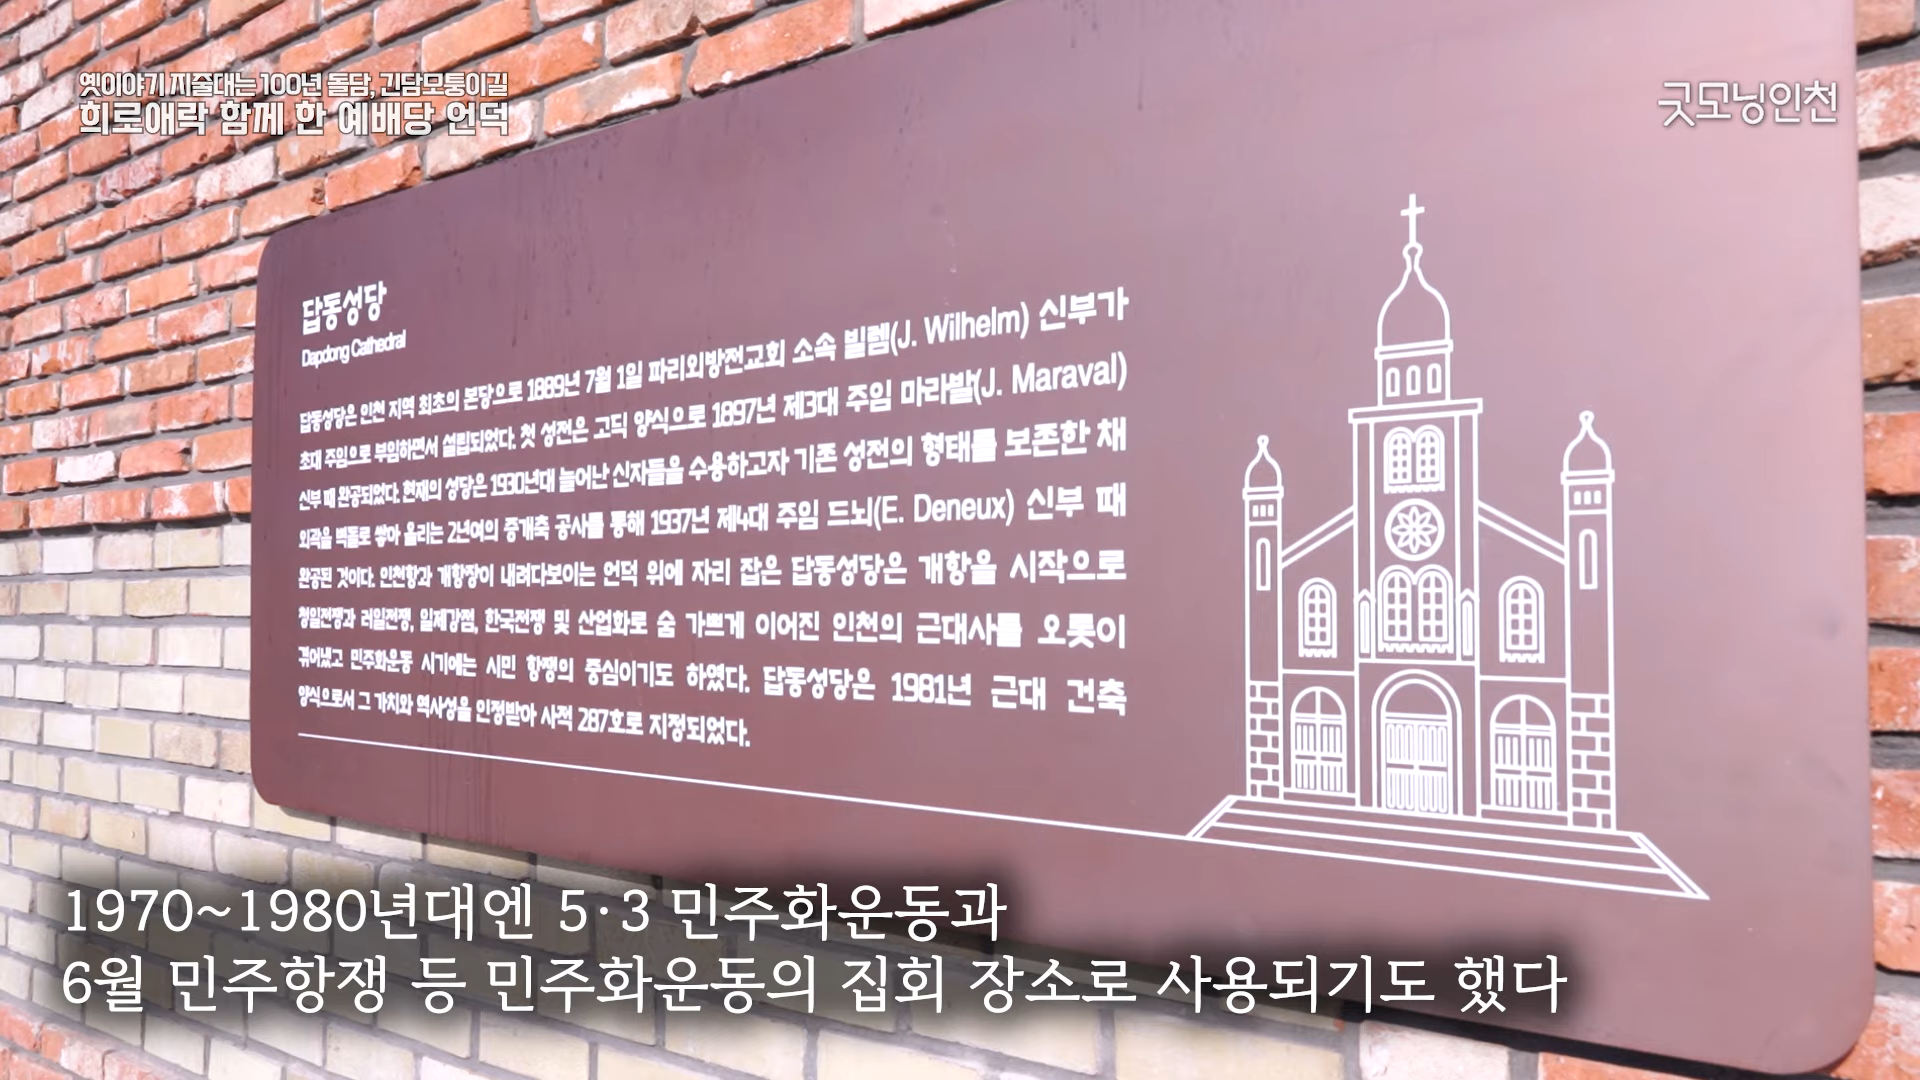 옛이야기 지줄대는 100년 돌담, 긴담모퉁이길
희로애락 함께 한 예배당 언덕
굿모닝인천
답동성당
Dapdong Cathedral
답동성당은 인천 지역 최초의 본당으로 1889년 7월 1일 파리외방전교회 소속 빌렘(J. Wilhelm) 신부가
초대 주임으로 부임하면서 설립되었다. 첫 성전은 고딕 양식으로 1897년 제3대 주임 마라발(J. Maraval)
신부 때 완공되었다. 현재의 성당은 1930년대 늘어난 신자들을 수용하고자 기존 성전의 형태를 보존한 채
외곽을 벽돌로 쌓아 올리는 2년여의 중개축 공사를 통해 1937년 제4대 주임 드뇌(E. Deneux) 신부 때
완공된 것이다. 인천항과 개항장이 내려다보이는 언덕 위에 자리 잡은 답동성당은 개항을 시작으로
청일전쟁과 러일전쟁, 일제강점, 한국전쟁 및 산업화로 숨 가쁘게 이어진 인천의 근대사를 오롯이
겪어냈고 민주화운동 시기에는 시민 항쟁의 중심이기도 하였다. 답동성당은 1981년 근대 건축
양식으로서 그 가치와 역사성을 인정받아 사적 287호로 지정되었다.
1970~1980년대엔 5·3 민주화운동과
6월 민주항쟁 등 민주화운동의 집회 장소로 사용되기도 했다